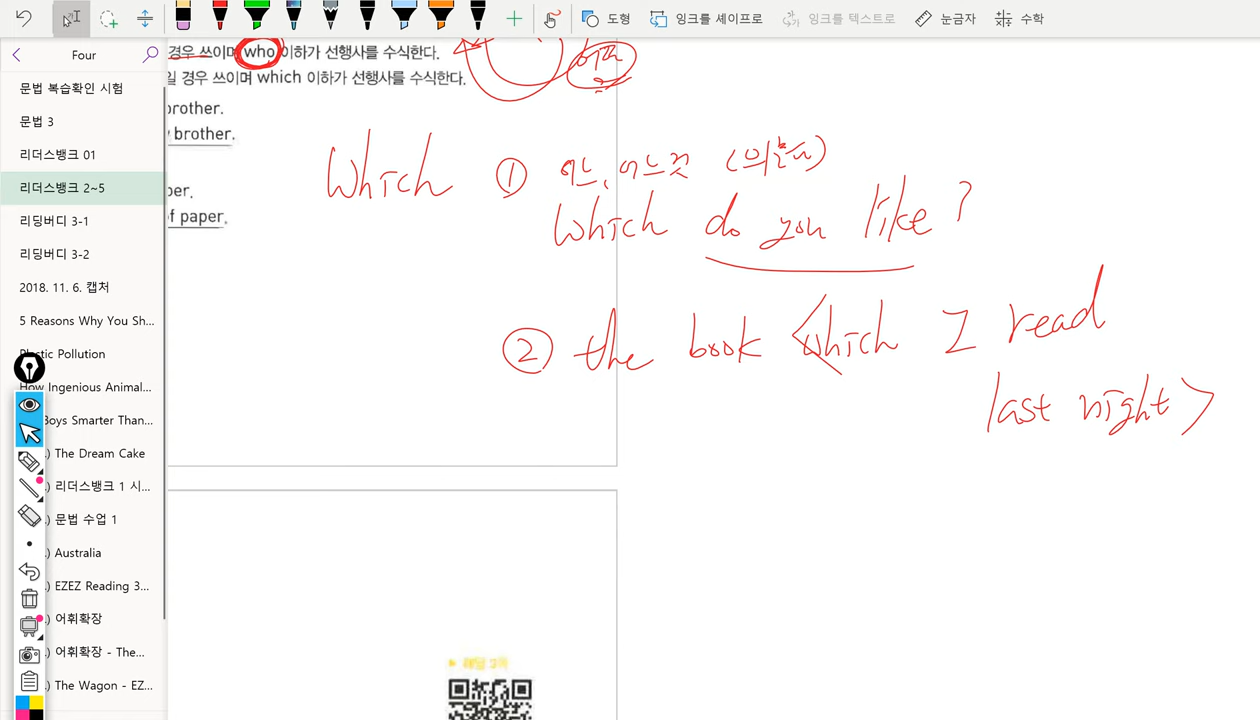 도형
잉크를 셰이프로
잉크를 텍스트로
눈금자
수학
Four
문법 복습확인 시험
문법 3
리더스뱅크 01
리더스뱅크 2~5
리딩버디 3-1
리딩버디 3-2
2018. 11. 6. 캡처
5 Reasons Why You Sh...
Plastic Pollution
How Ingenious Animal...
Boys Smarter Than...
.) The Dream Cake
.) 리더스뱅크 1 시...
.) 문법 수업 1
.) Australia
.) EZEZ Reading 3...
.) 어휘확장
.) 어휘확장 - The...
.) The Wagon - EZ...
경우 쓰이며 who 이하가 선행사를 수식한다.
일 경우 쓰이며 which 이하가 선행사를 수식한다.
brother.
brother.
per.
of paper.
Which ① 어느, 어느것 (의문사)
Which do you like?
② the book <which I read
last night>